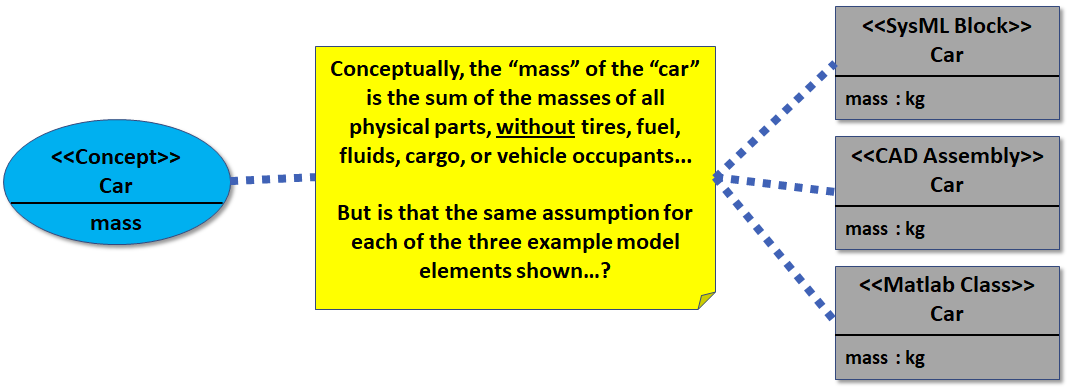 <<Concept>>
Car
mass
Conceptually, the “mass” of the “car”
is the sum of the masses of all
physical parts, without tires, fuel,
fluids, cargo, or vehicle occupants...
But is that the same assumption for
each of the three example model
elements shown...?
<<SysML Block>>
Car
mass : kg
<<CAD Assembly>>
Car
mass : kg
<<Matlab Class>>
Car
mass : kg